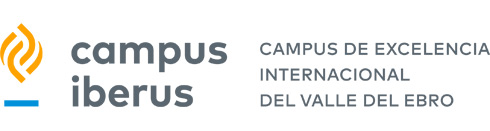 campus
iberus
CAMPUS DE EXCELENCIA
INTERNACIONAL
DEL VALLE DEL EBRO